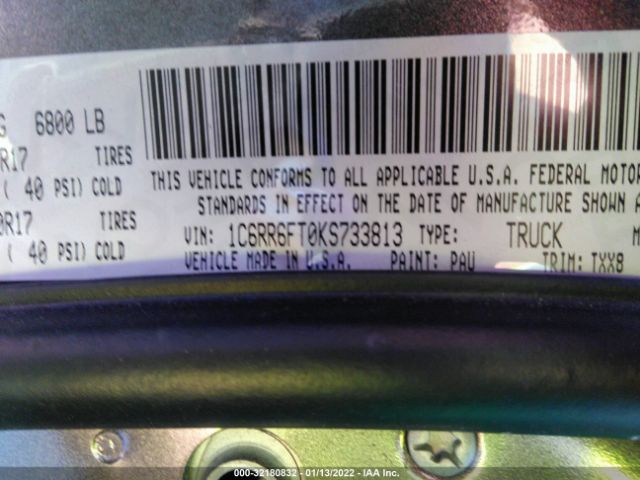 G 6800 LB
R17 TIRES
( 40 PSI) COLD
0R17 TIRES
( 40 PSI) COLD
THIS VEHICLE CONFORMS TO ALL APPLICABLE U.S.A. FEDERAL MOTOR
STANDARDS IN EFFECT ON THE DATE OF MANUFACTURE SHOWN A
VIN: 1C6RR6FT0KS733813 TYPE: TRUCK M
VEHICLE MADE IN U.S.A. PAINT: PAU TRIM: TXX8
000-32180832 - 01/13/2022 - IAA Inc.